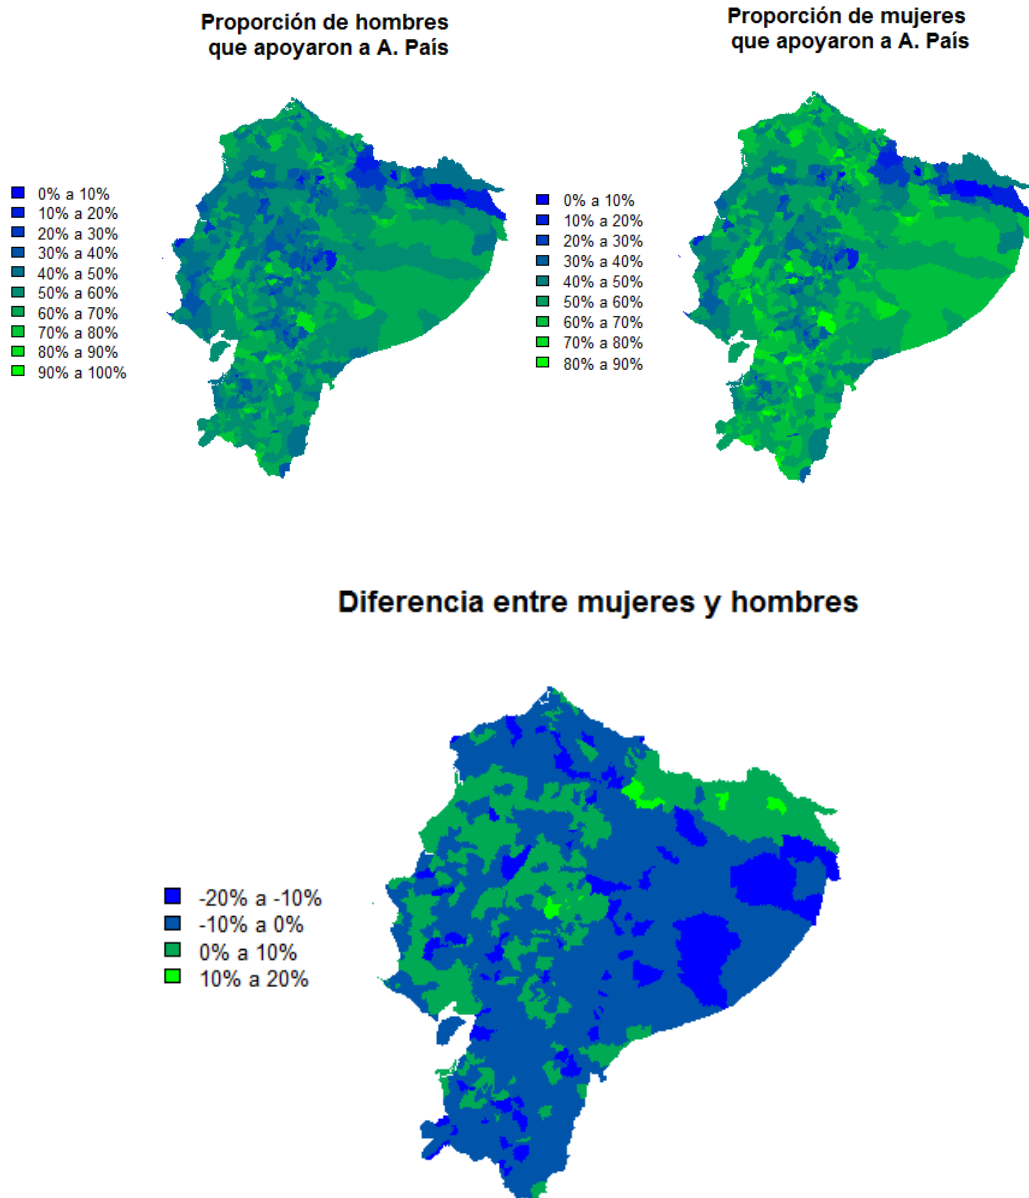 Proporción de hombres
que apoyaron a A. País
0% a 10%
10% a 20%
20% a 30%
30% a 40%
40% a 50%
50% a 60%
60% a 70%
70% a 80%
80% a 90%
90% a 100%
Proporción de mujeres
que apoyaron a A. País
0% a 10%
10% a 20%
20% a 30%
30% a 40%
40% a 50%
50% a 60%
60% a 70%
70% a 80%
80% a 90%
Diferencia entre mujeres y hombres
-20% a -10%
-10% a 0%
0% a 10%
10% a 20%